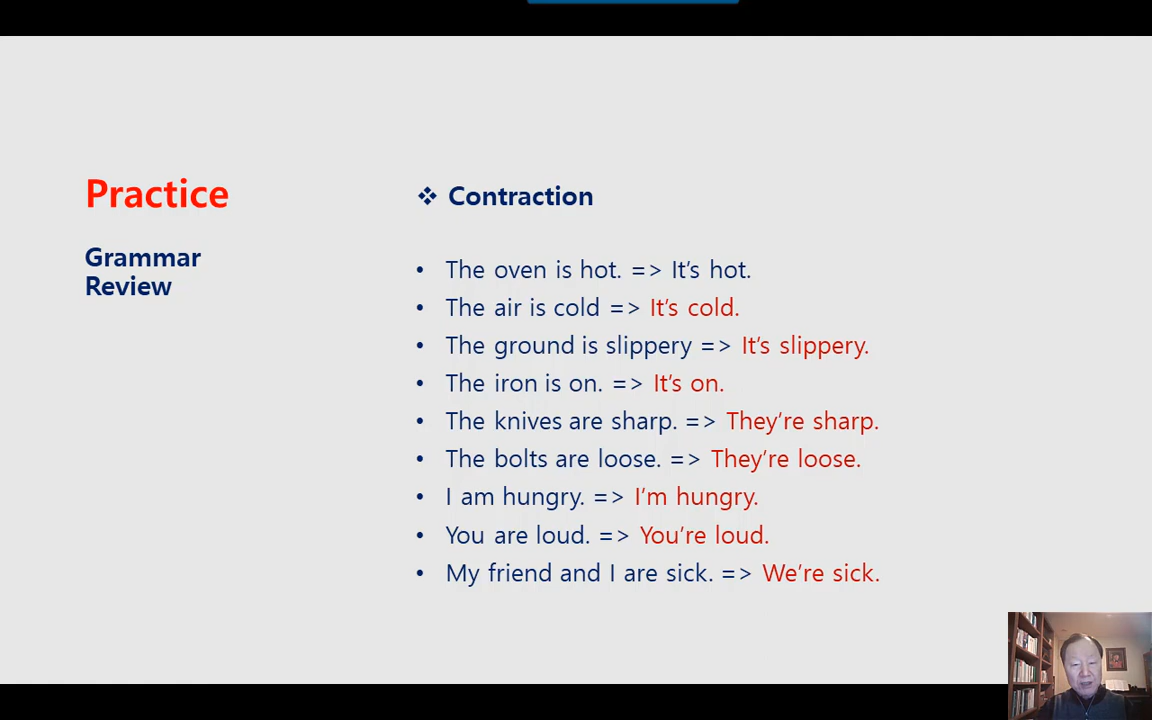 Practice
Grammar
Review
❖ Contraction
• The oven is hot. => It’s hot.
• The air is cold => It’s cold.
• The ground is slippery => It’s slippery.
• The iron is on. => It’s on.
• The knives are sharp. => They’re sharp.
• The bolts are loose. => They’re loose.
• I am hungry. => I’m hungry.
• You are loud. => You’re loud.
• My friend and I are sick. => We’re sick.